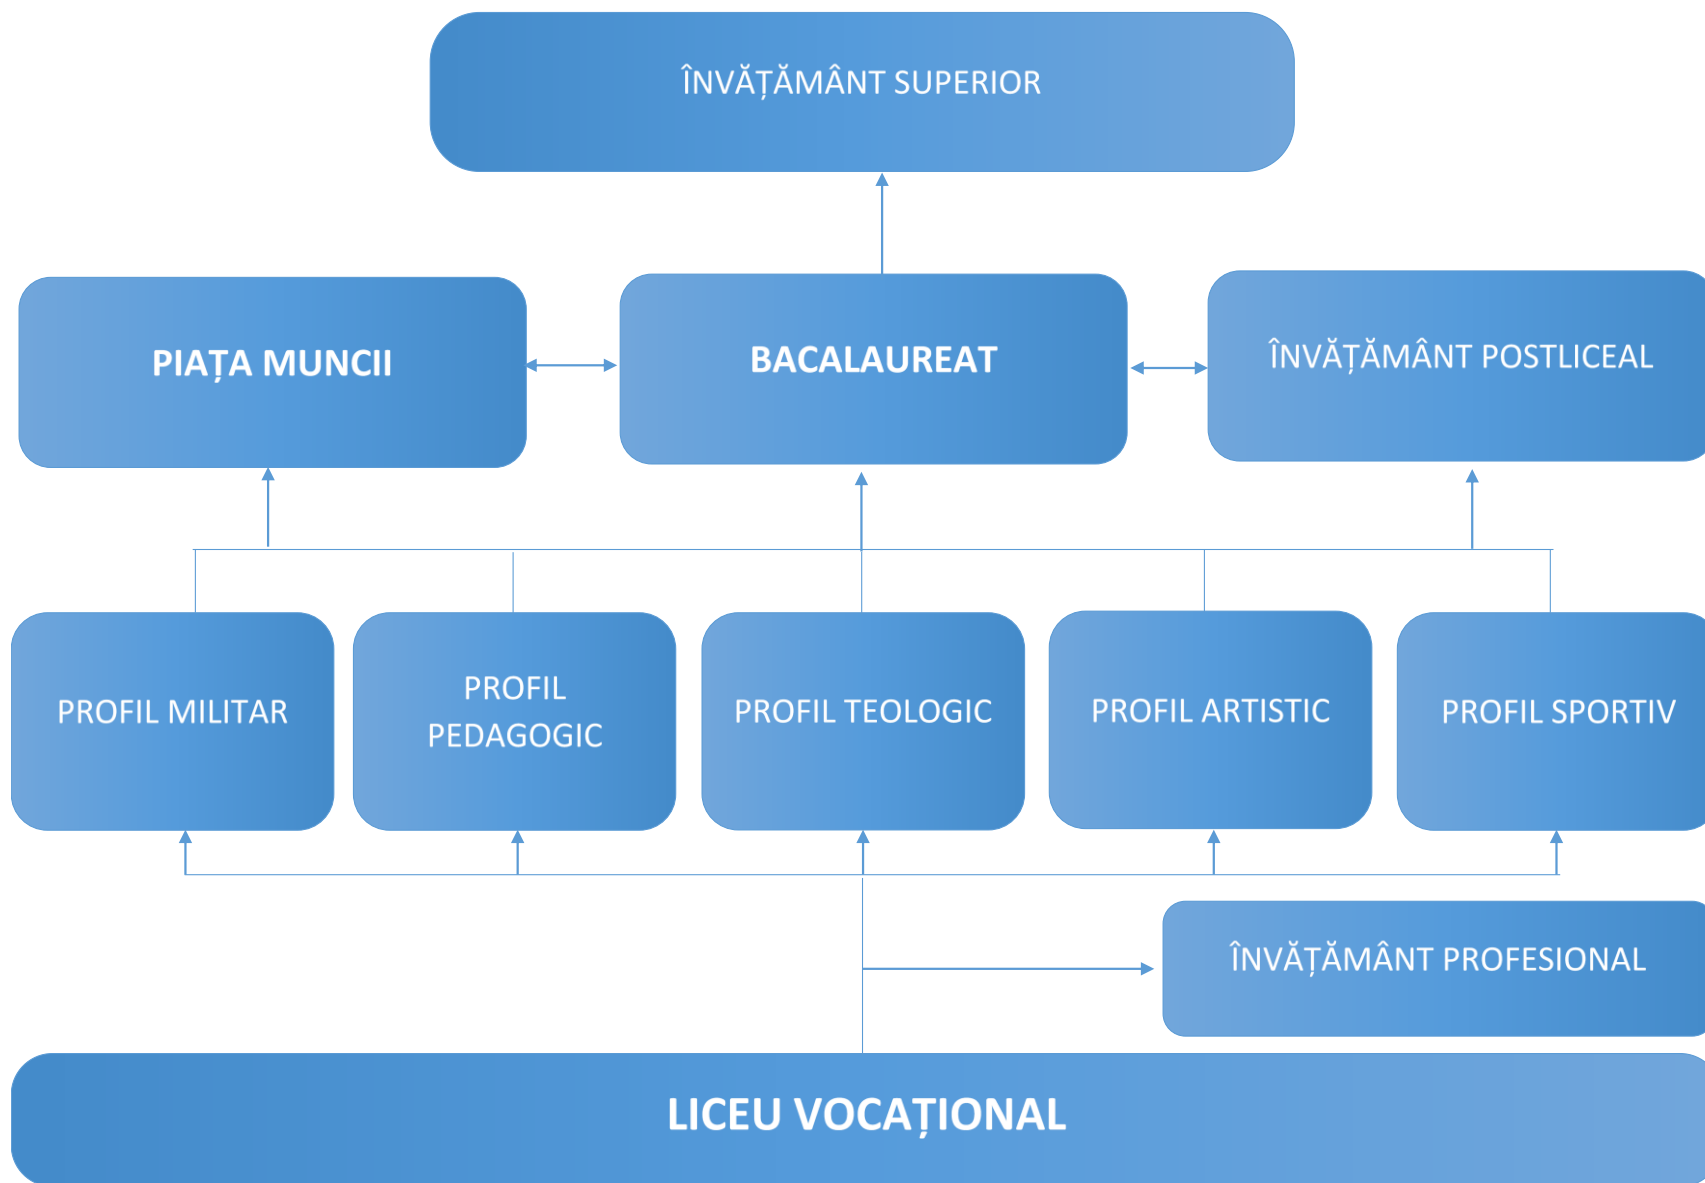 ÎNVĂȚĂMÂNT SUPERIOR
PIAȚA MUNCII
BACALAUREAT
ÎNVĂȚĂMÂNT POSTLICEAL
PROFIL MILITAR
PROFIL
PEDAGOGIC
PROFIL TEOLOGIC
PROFIL ARTISTIC
PROFIL SPORTIV
ÎNVĂȚĂMÂNT PROFESIONAL
LICEU VOCAȚIONAL